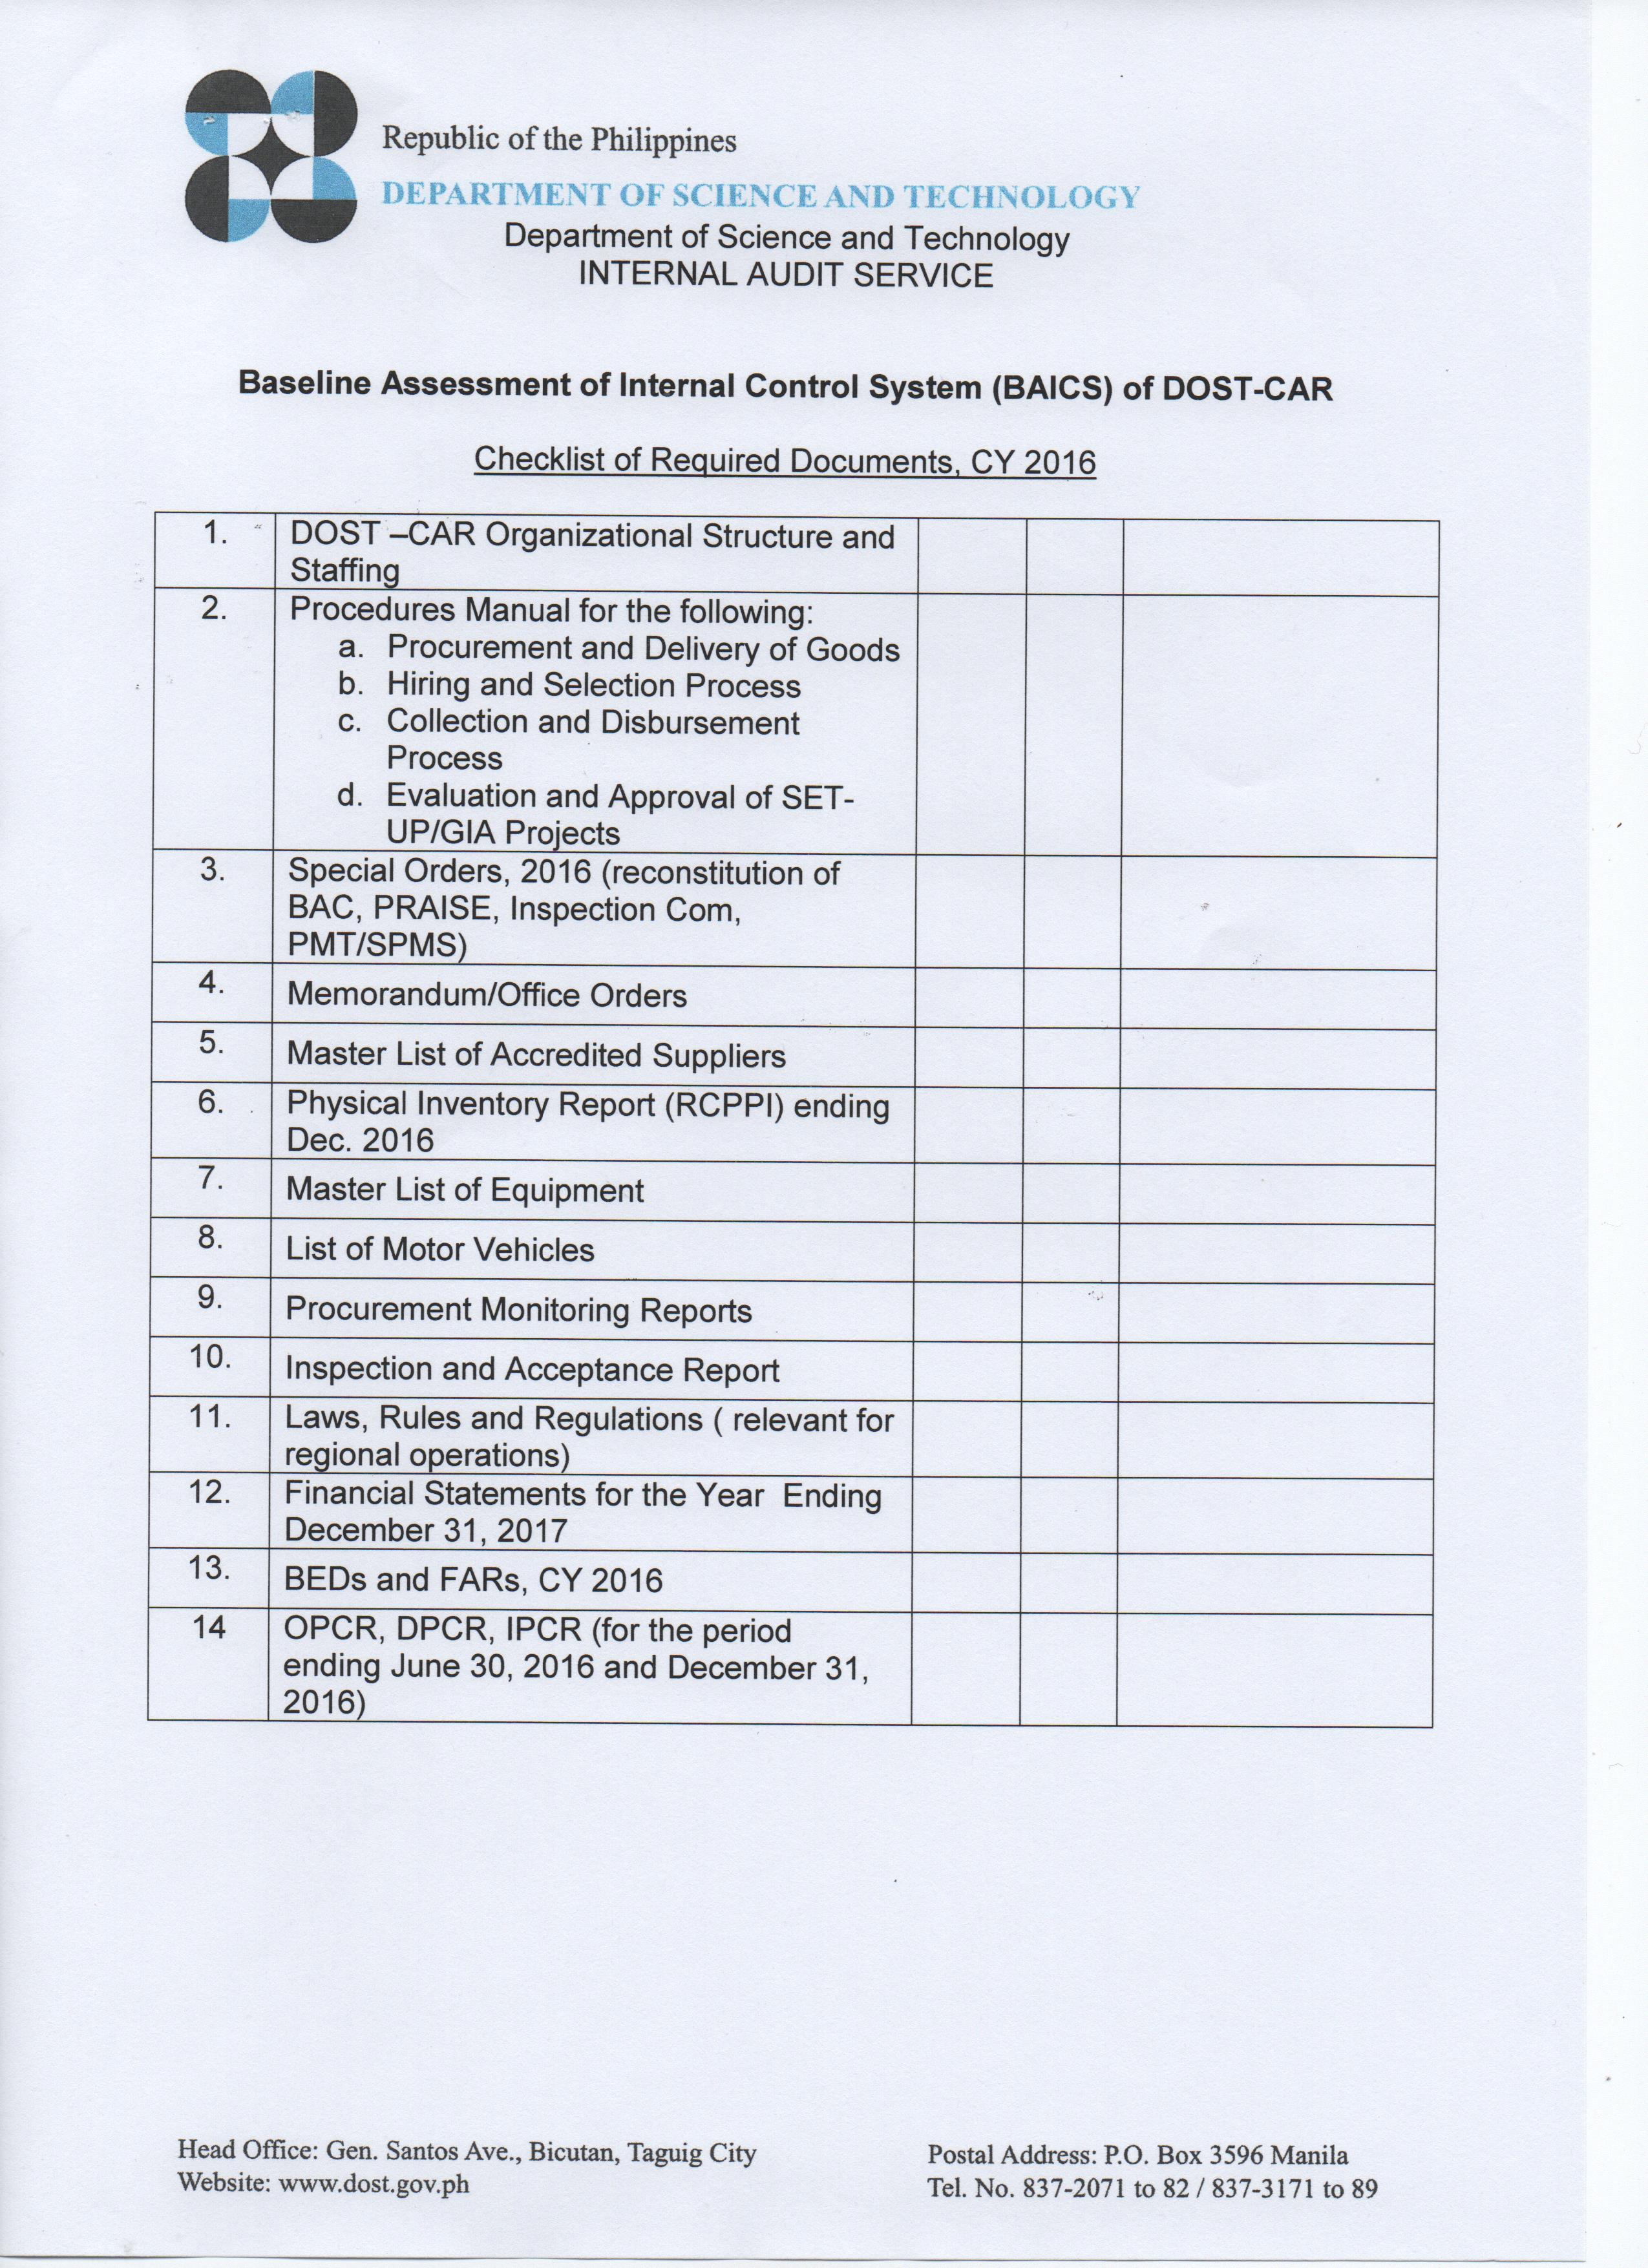 Republic of the Philippines
DEPARTMENT OF SCIENCE AND TECHNOLOGY
Department of Science and Technology
INTERNAL AUDIT SERVICE
Baseline Assessment of Internal Control System (BAICS) of DOST-CAR
Checklist of Required Documents, CY 2016
1. DOST –CAR Organizational Structure and
Staffing
2. Procedures Manual for the following:
a. Procurement and Delivery of Goods
b. Hiring and Selection Process
c. Collection and Disbursement
Process
d. Evaluation and Approval of SET-
UP/GIA Projects
3. Special Orders, 2016 (reconstitution of
BAC, PRAISE, Inspection Com,
PMT/SPMS)
4. Memorandum/Office Orders
5. Master List of Accredited Suppliers
6. Physical Inventory Report (RCPPI) ending
Dec. 2016
7. Master List of Equipment
8. List of Motor Vehicles
9. Procurement Monitoring Reports
10. Inspection and Acceptance Report
11. Laws, Rules and Regulations ( relevant for
regional operations)
12. Financial Statements for the Year  Ending
December 31, 2017
13. BEDs and FARs, CY 2016
14 OPCR, DPCR, IPCR (for the period
ending June 30, 2016 and December 31,
2016)
Head Office: Gen. Santos Ave., Bicutan, Taguig City
Website: www.dost.gov.ph
Postal Address: P.O. Box 3596 Manila
Tel. No. 837-2071 to 82 / 837-3171 to 89